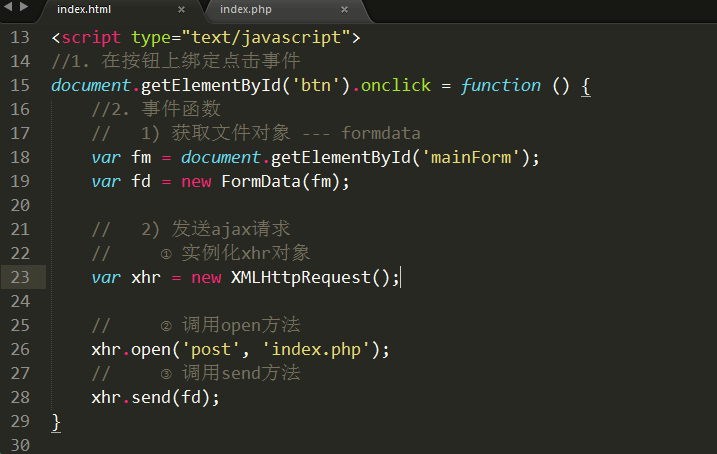 index.html × index.php ×
13 <script type="text/javascript">
14 //1. 在按钮上绑定点击事件
15 document.getElementById('btn').onclick = function () {
16     //2. 事件函数
17     //   1) 获取文件对象 --- formdata
18     var fm = document.getElementById('mainForm');
19     var fd = new FormData(fm);
20
21     //   2) 发送ajax请求
22     //     ① 实例化xhr对象
23     var xhr = new XMLHttpRequest();
24
25     //     ② 调用open方法
26     xhr.open('post', 'index.php');
27     //     ③ 调用send方法
28     xhr.send(fd);
29 }
30